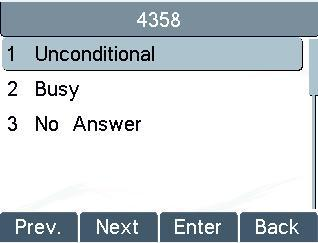 4358
1 Unconditional
2 Busy
3 No Answer
Prev. Next Enter Back